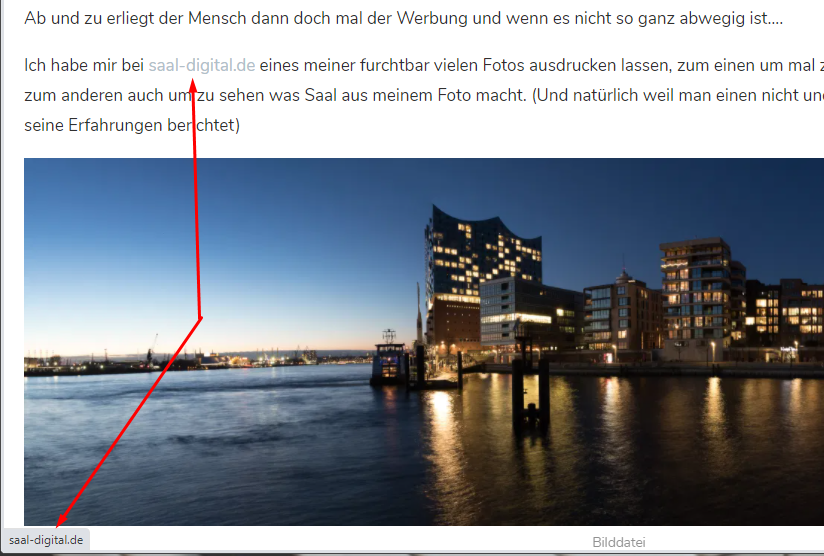 Ab und zu erliegt der Mensch dann doch mal der Werbung und wenn es nicht so ganz abwegig ist....
Ich habe mir bei saal-digital.de eines meiner furchtbar vielen Fotos ausdrucken lassen, zum einen um mal
zum anderen auch um zu sehen was Saal aus meinem Foto macht. (Und natürlich weil man einen nicht
seine Erfahrungen berichtet)
saal-digital.de
Bilddatei